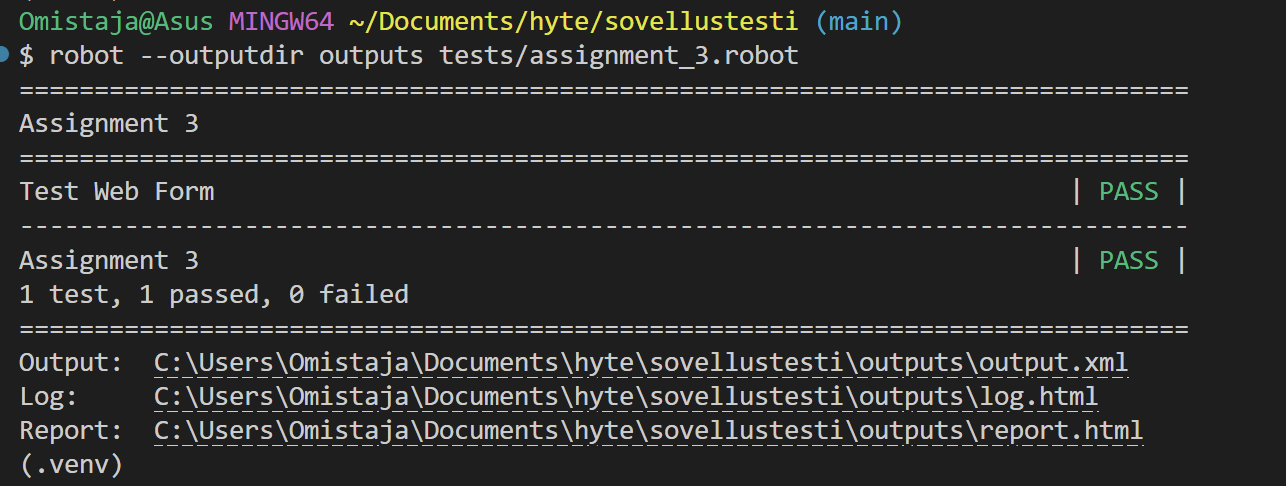 Omistaja@Asus MINGW64 ~/Documents/hyte/sovellustesti (main)
$ robot --outputdir outputs tests/assignment_3.robot
==============================================================================
Assignment 3
==============================================================================
Test Web Form                                                         | PASS |
------------------------------------------------------------------------------
Assignment 3                                                          | PASS |
1 test, 1 passed, 0 failed
==============================================================================
Output:  C:\Users\Omistaja\Documents\hyte\sovellustesti\outputs\output.xml
Log:     C:\Users\Omistaja\Documents\hyte\sovellustesti\outputs\log.html
Report:  C:\Users\Omistaja\Documents\hyte\sovellustesti\outputs\report.html
(.venv)